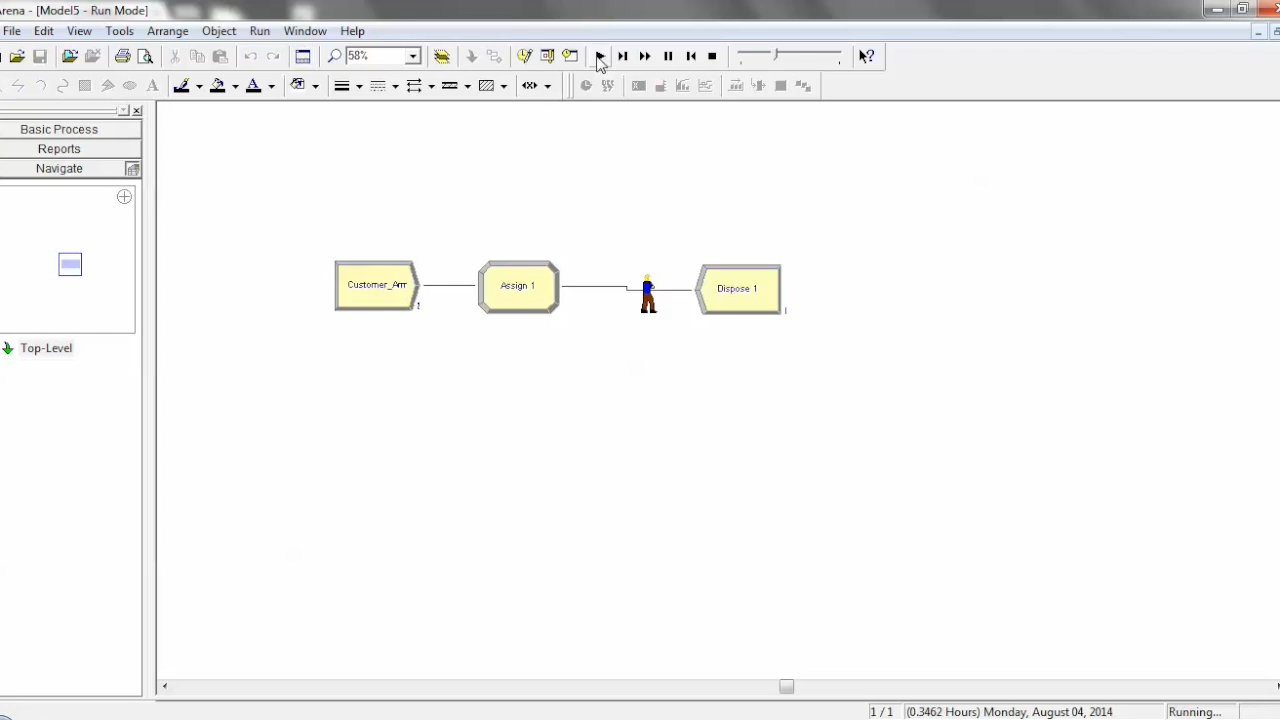 Arena - [Model5 - Run Mode]
File Edit View Tools Arrange Object Run Window Help
58%
Basic Process
Reports
Navigate
Customer_Arr
Assign 1
Dispose 1
Top-Level
1 / 1 (0.3462 Hours) Monday, August 04, 2014 Running...